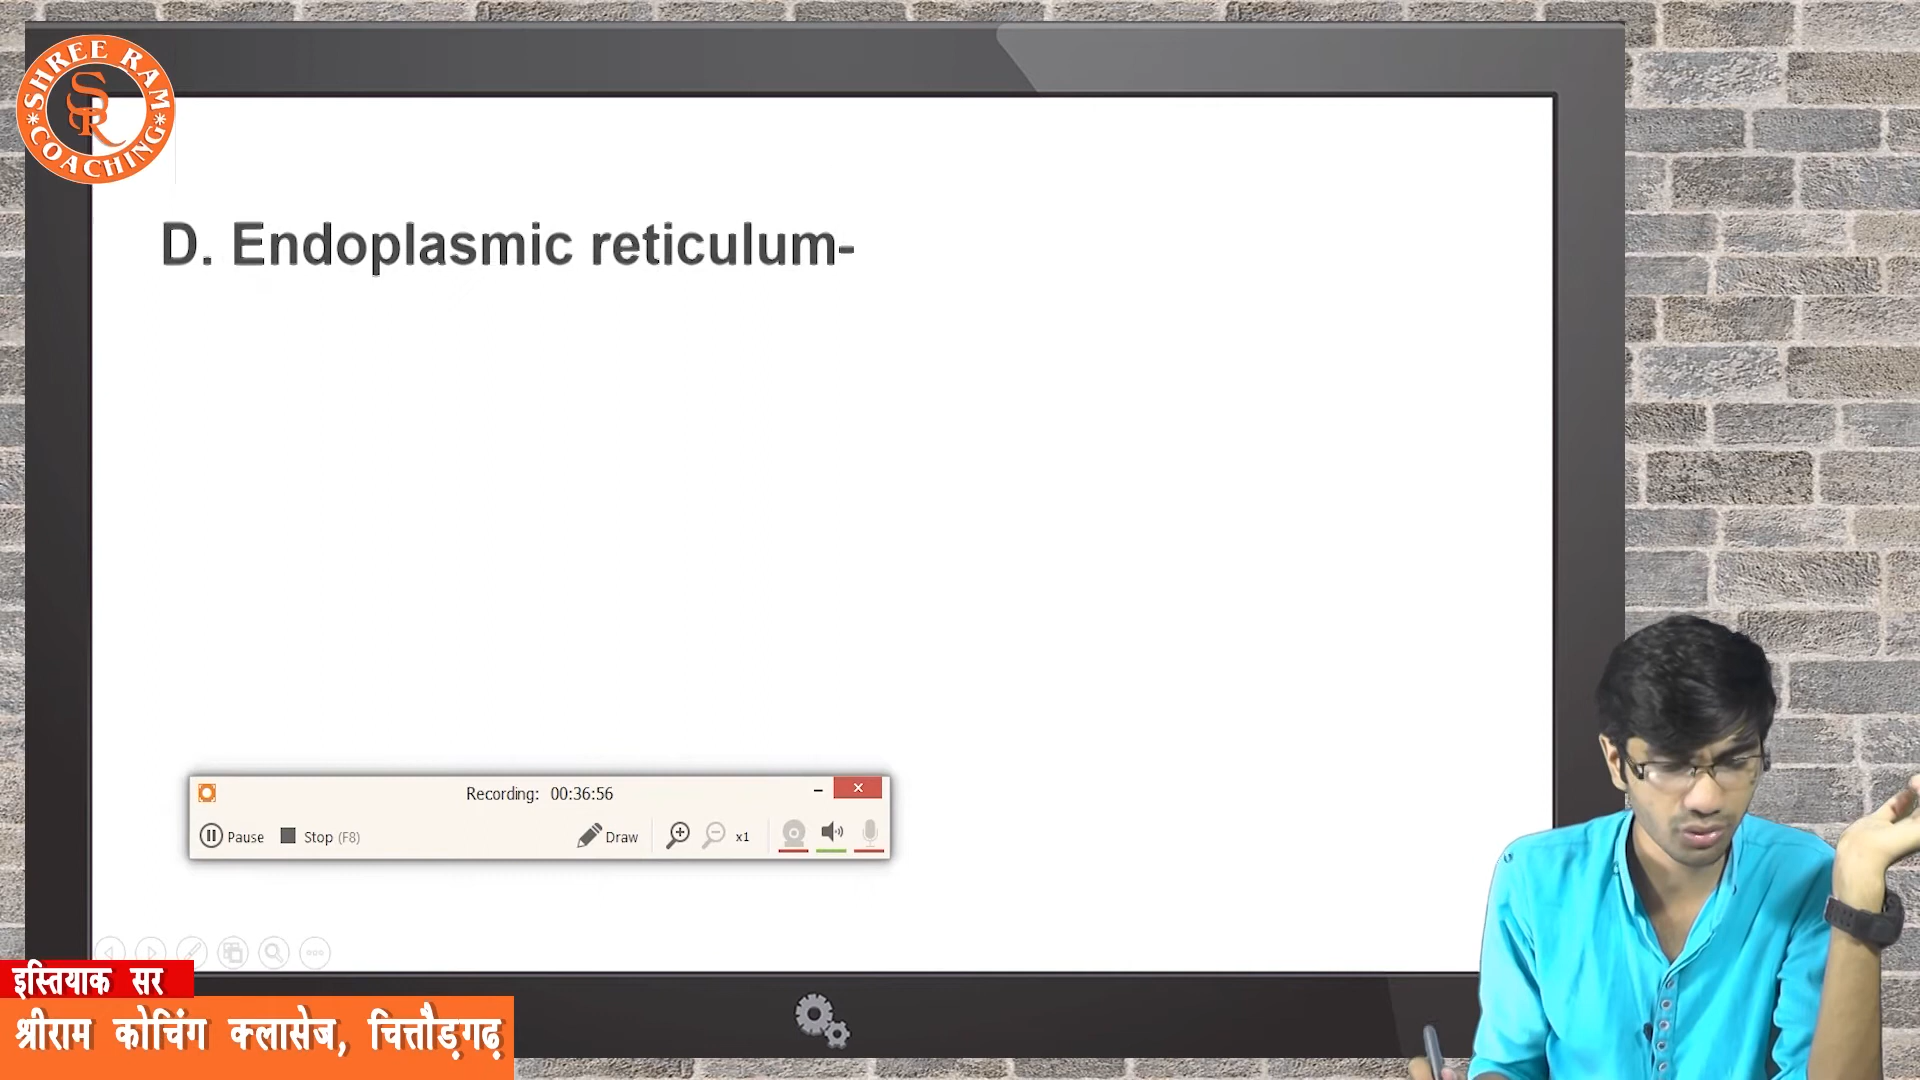 SHREE RAM
SR
COACHING
D. Endoplasmic reticulum-
Recording: 00:36:56
Pause
Stop (F8)
Draw
x1
इस्तियाक सर
श्रीराम कोचिंग क्लासेज, चित्तौड़गढ़